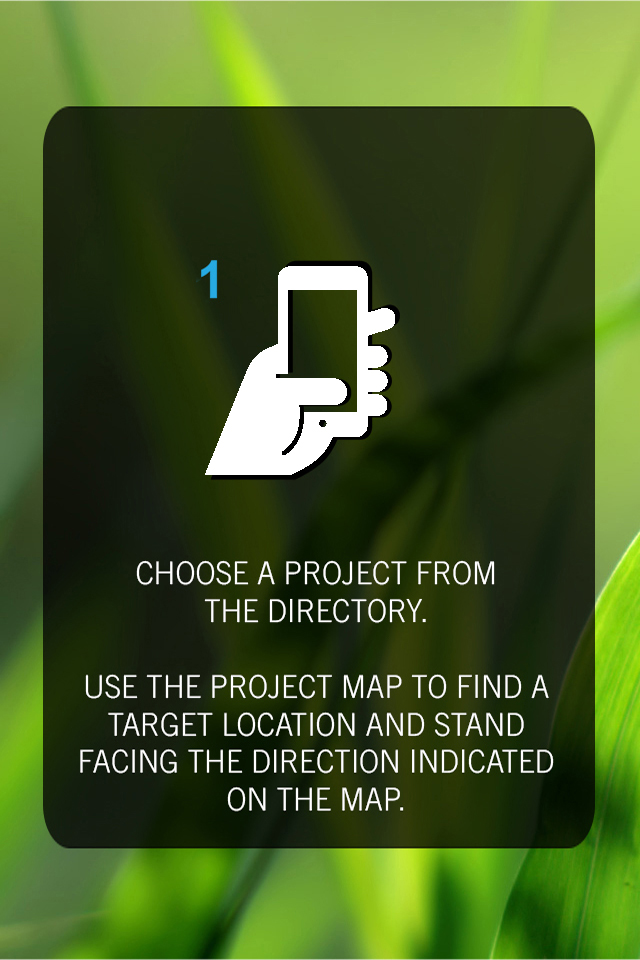 1
CHOOSE A PROJECT FROM
THE DIRECTORY.
USE THE PROJECT MAP TO FIND A
TARGET LOCATION AND STAND
FACING THE DIRECTION INDICATED
ON THE MAP.